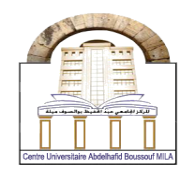 المركز الجامعي عبد الحفيظ بوالصوف ميلة
Centre Universitaire Abdelhafid Boussouf MILA